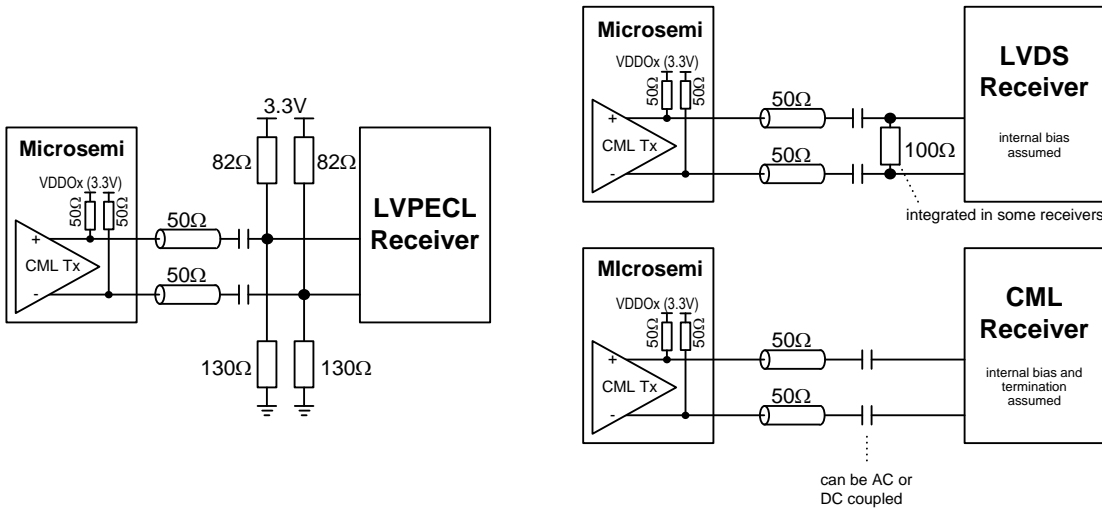 Microsemi
VDDOx (3.3V)
50Ω
50Ω
+
CML Tx
-
50Ω
50Ω
3.3V
82Ω
82Ω
130Ω
130Ω
LVPECL
Receiver
Microsemi
VDDOx (3.3V)
50Ω
50Ω
+
CML Tx
-
50Ω
50Ω
100Ω
LVDS
Receiver
internal bias
assumed
integrated in some receivers
MIcrosemi
VDDOx (3.3V)
50Ω
50Ω
+
CML Tx
-
50Ω
50Ω
CML
Receiver
internal bias and
termination
assumed
can be AC or
DC coupled